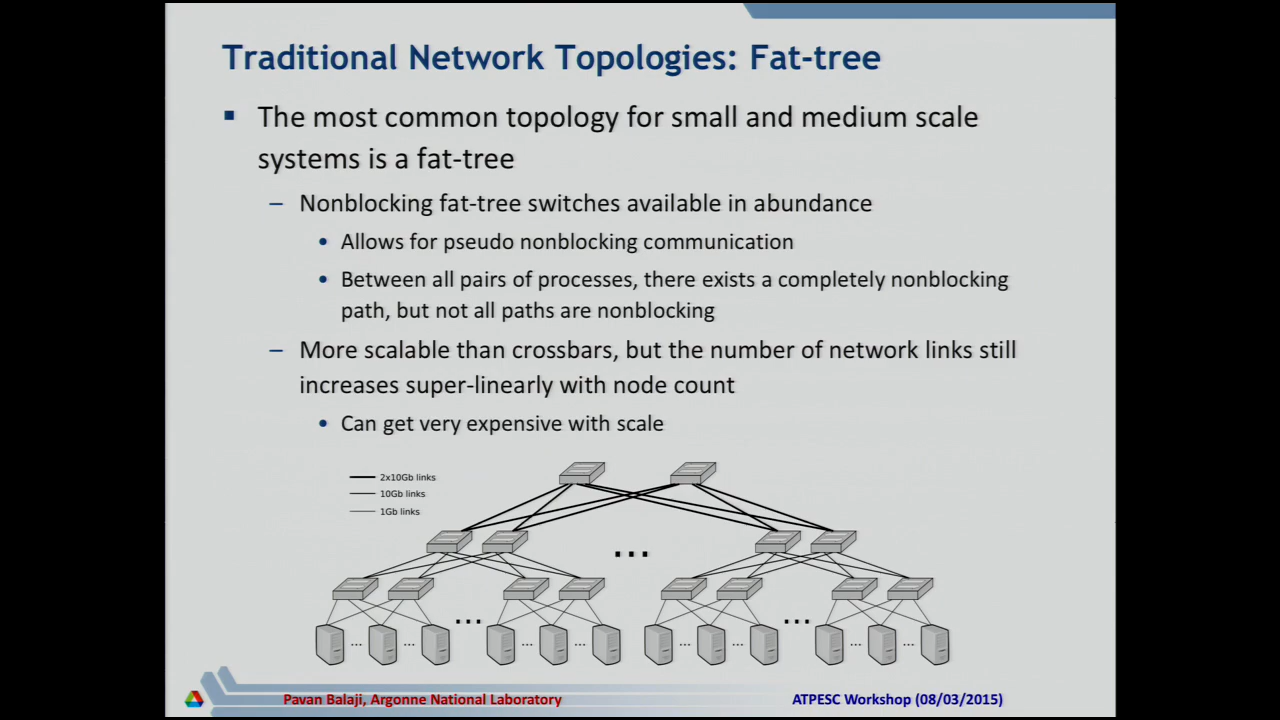 Traditional Network Topologies: Fat-tree
The most common topology for small and medium scale
systems is a fat-tree
– Nonblocking fat-tree switches available in abundance
• Allows for pseudo nonblocking communication
• Between all pairs of processes, there exists a completely nonblocking
path, but not all paths are nonblocking
– More scalable than crossbars, but the number of network links still
increases super-linearly with node count
• Can get very expensive with scale
2x10Gb links
10Gb links
1Gb links
Pavan Balaji, Argonne National Laboratory
ATPESC Workshop (08/03/2015)